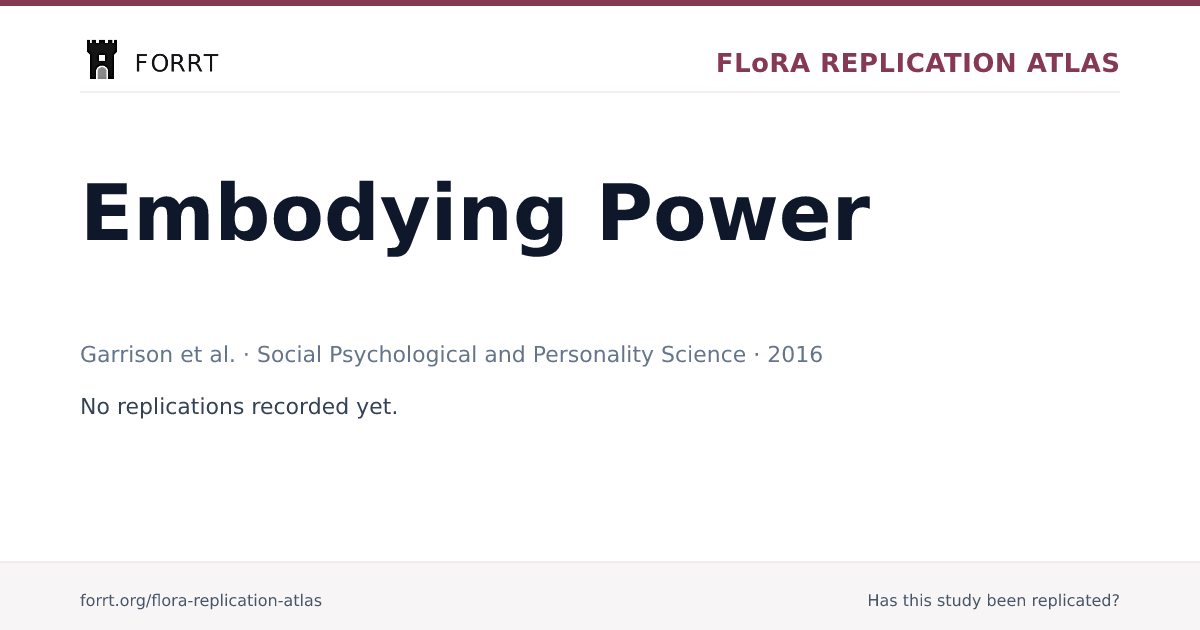 FORRT
FLoRA REPLICATION ATLAS
Embodying Power
Garrison et al. · Social Psychological and Personality Science · 2016
No replications recorded yet.
forrt.org/flora-replication-atlas
Has this study been replicated?